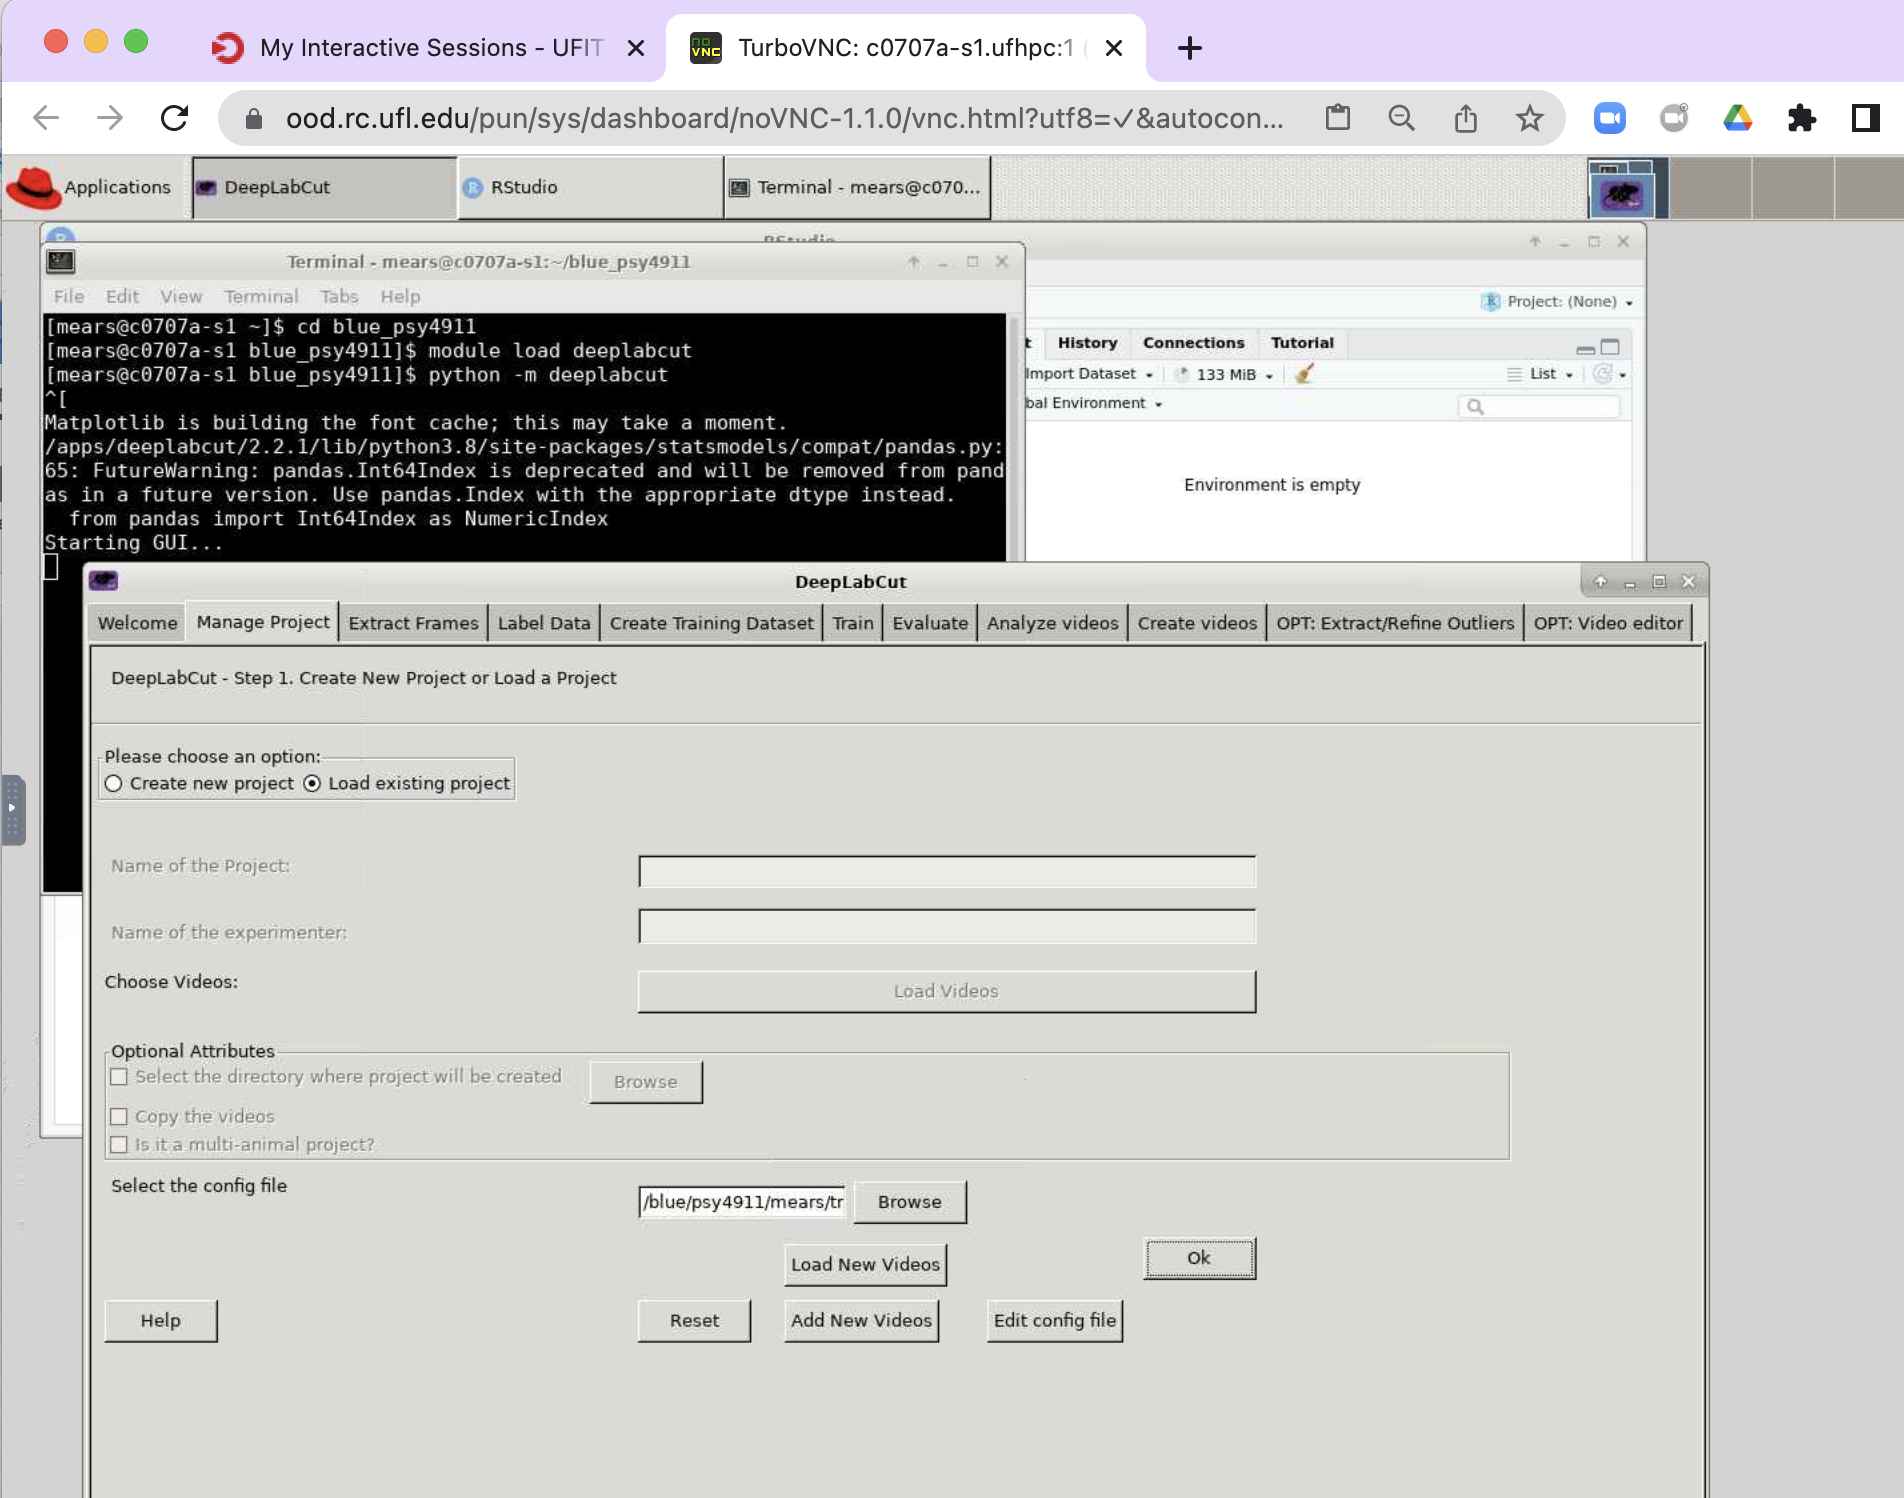 My Interactive Sessions - UFIT
TurboVNC: c0707a-s1.ufhpc:1 (
ood.rc.ufl.edu/pun/sys/dashboard/noVNC-1.1.0/vnc.html?utf8=✓&autocon...
Applications
DeepLabCut
RStudio
Terminal - mears@c070...
RStudio
Terminal - mears@c0707a-s1:~/blue_psy4911
File Edit View Terminal Tabs Help
Project: (None)
[mears@c0707a-s1 ~]$ cd blue_psy4911
[mears@c0707a-s1 blue_psy4911]$ module load deeplabcut
[mears@c0707a-s1 blue_psy4911]$ python -m deeplabcut
^[
Matplotlib is building the font cache; this may take a moment.
/apps/deeplabcut/2.2.1/lib/python3.8/site-packages/statsmodels/compat/pandas.py:
65: FutureWarning: pandas.Int64Index is deprecated and will be removed from pand
as in a future version. Use pandas.Index with the appropriate dtype instead.
  from pandas import Int64Index as NumericIndex
Starting GUI...
t History Connections Tutorial
Import Dataset 133 MiB List
bal Environment
Environment is empty
DeepLabCut
Welcome Manage Project Extract Frames Label Data Create Training Dataset Train Evaluate Analyze videos Create videos OPT: Extract/Refine Outliers OPT: Video editor
DeepLabCut - Step 1. Create New Project or Load a Project
Please choose an option:
Create new project Load existing project
Name of the Project:
Name of the experimenter:
Choose Videos: Load Videos
Optional Attributes
Select the directory where project will be created Browse
Copy the videos
Is it a multi-animal project?
Select the config file /blue/psy4911/mears/tr Browse
Load New Videos Ok
Help Reset Add New Videos Edit config file